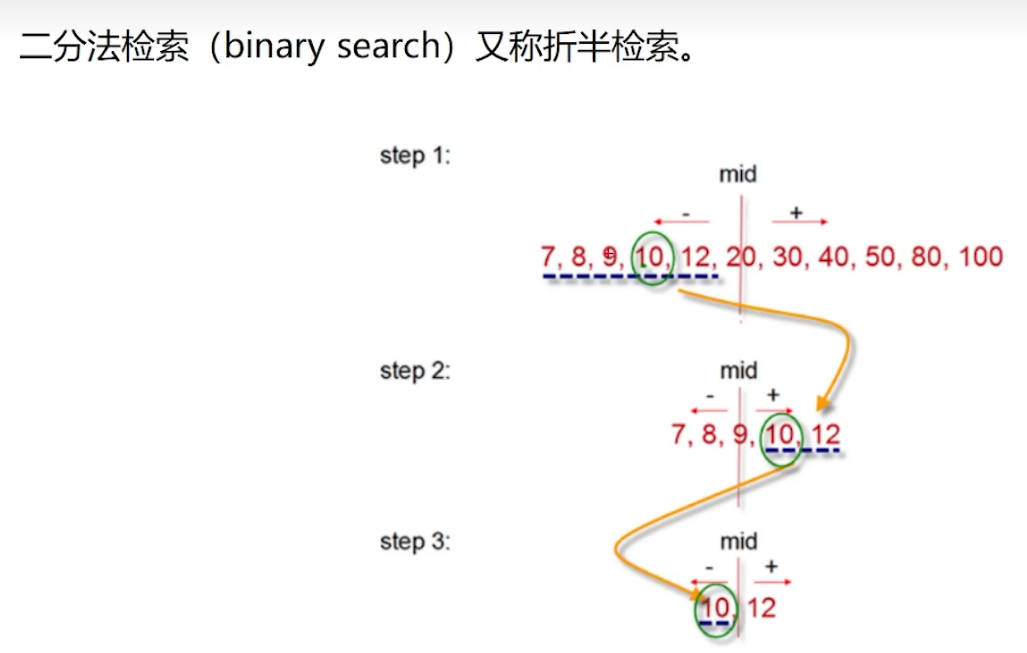 二分法检索（binary search）又称折半检索。
step 1:
mid
- +
7, 8, 9, 10, 12, 20, 30, 40, 50, 80, 100
step 2:
mid
- +
7, 8, 9, 10, 12
step 3:
mid
- +
10, 12